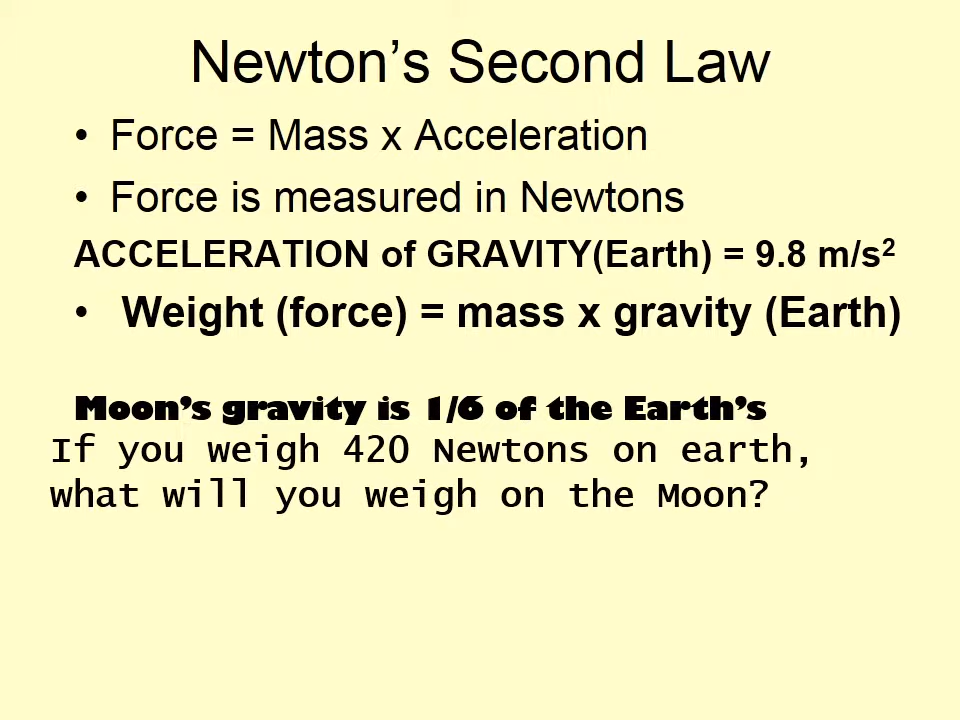 Newton’s Second Law
• Force = Mass x Acceleration
• Force is measured in Newtons
ACCELERATION of GRAVITY(Earth) = 9.8 m/s²
• Weight (force) = mass x gravity (Earth)
Moon’s gravity is 1/6 of the Earth’s
If you weigh 420 Newtons on earth,
what will you weigh on the Moon?